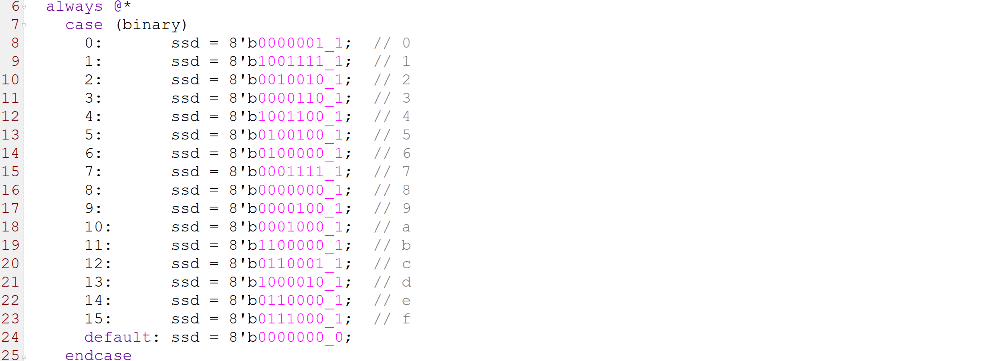 6 always @*
7 case (binary)
8 0: ssd = 8'b0000001_1; // 0
9 1: ssd = 8'b1001111_1; // 1
10 2: ssd = 8'b0010010_1; // 2
11 3: ssd = 8'b0000110_1; // 3
12 4: ssd = 8'b1001100_1; // 4
13 5: ssd = 8'b0100100_1; // 5
14 6: ssd = 8'b0100000_1; // 6
15 7: ssd = 8'b0001111_1; // 7
16 8: ssd = 8'b0000000_1; // 8
17 9: ssd = 8'b0000100_1; // 9
18 10: ssd = 8'b0001000_1; // a
19 11: ssd = 8'b1100000_1; // b
20 12: ssd = 8'b0110001_1; // c
21 13: ssd = 8'b1000010_1; // d
22 14: ssd = 8'b0110000_1; // e
23 15: ssd = 8'b0111000_1; // f
24 default: ssd = 8'b0000000_0;
25 endcase